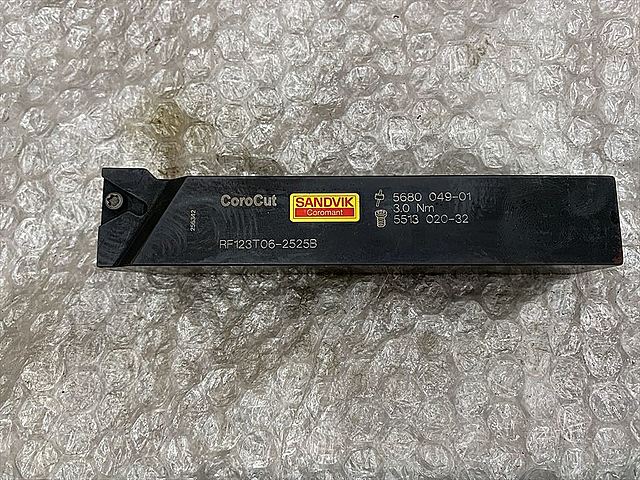 CoroCut
SANDVIK
Coromant
5680 049-01
3.0 Nm
5513 020-32
RF123T06-2525B